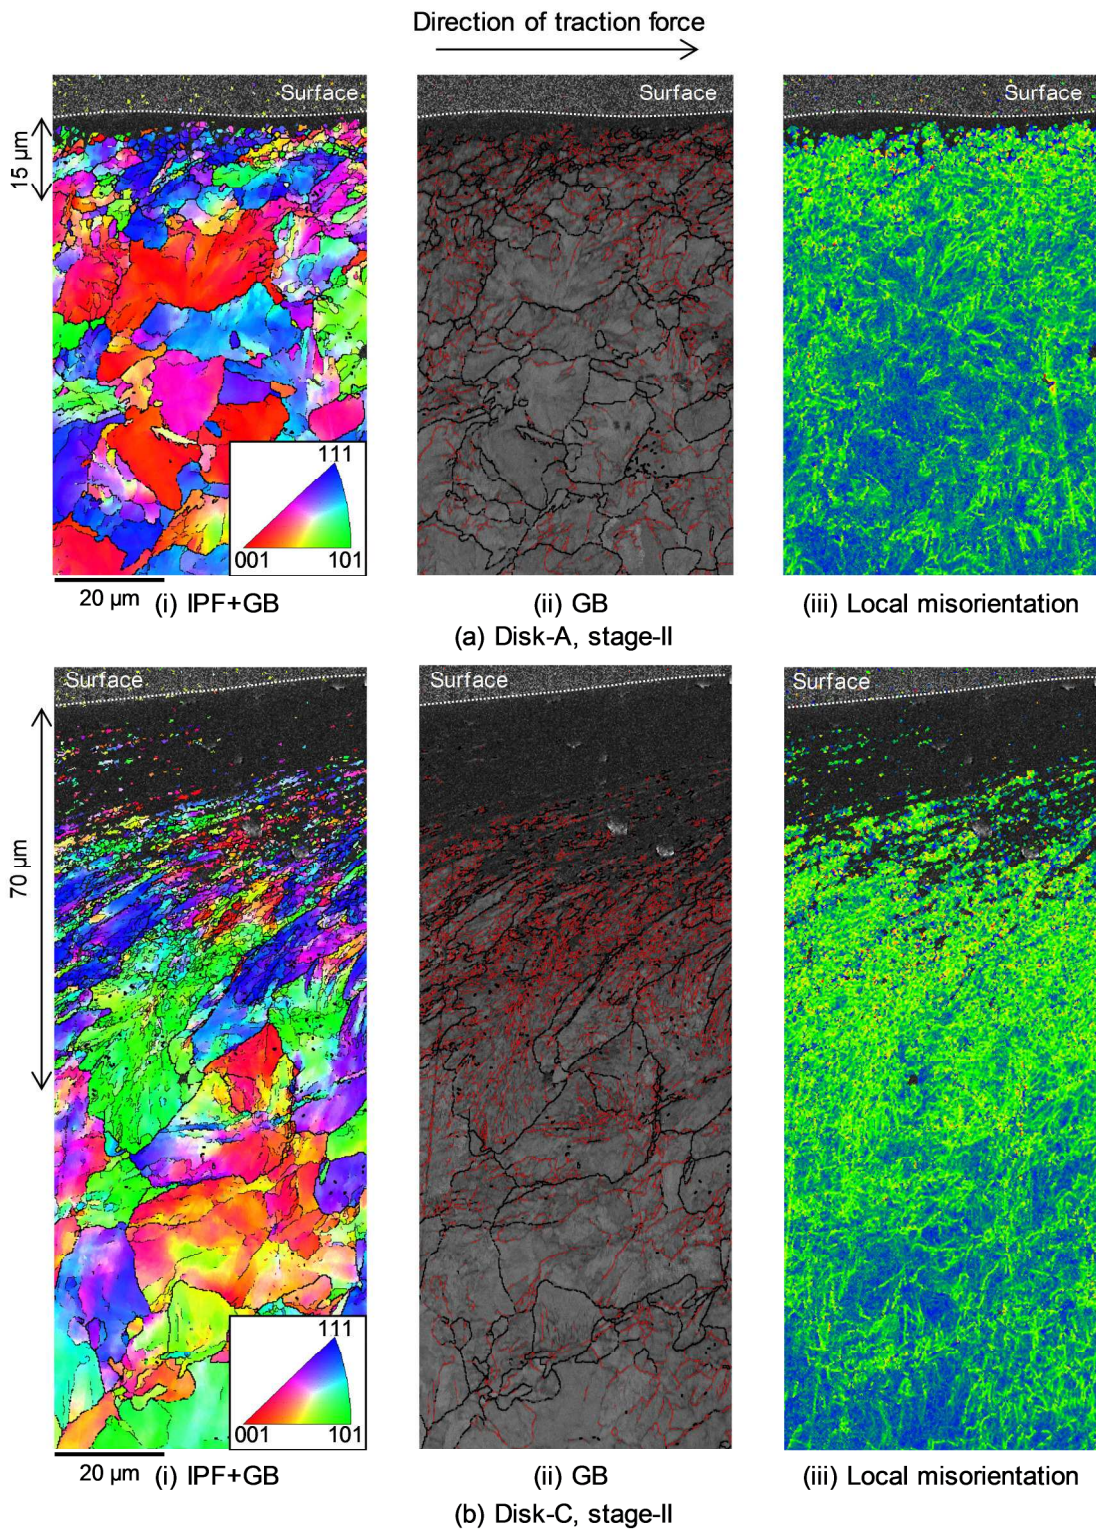 Direction of traction force
Surface
Surface
Surface
15 µm
111
001
101
20 µm
(i) IPF+GB
(ii) GB
(iii) Local misorientation
(a) Disk-A, stage-II
Surface
Surface
Surface
70 µm
111
001
101
20 µm
(i) IPF+GB
(ii) GB
(iii) Local misorientation
(b) Disk-C, stage-II